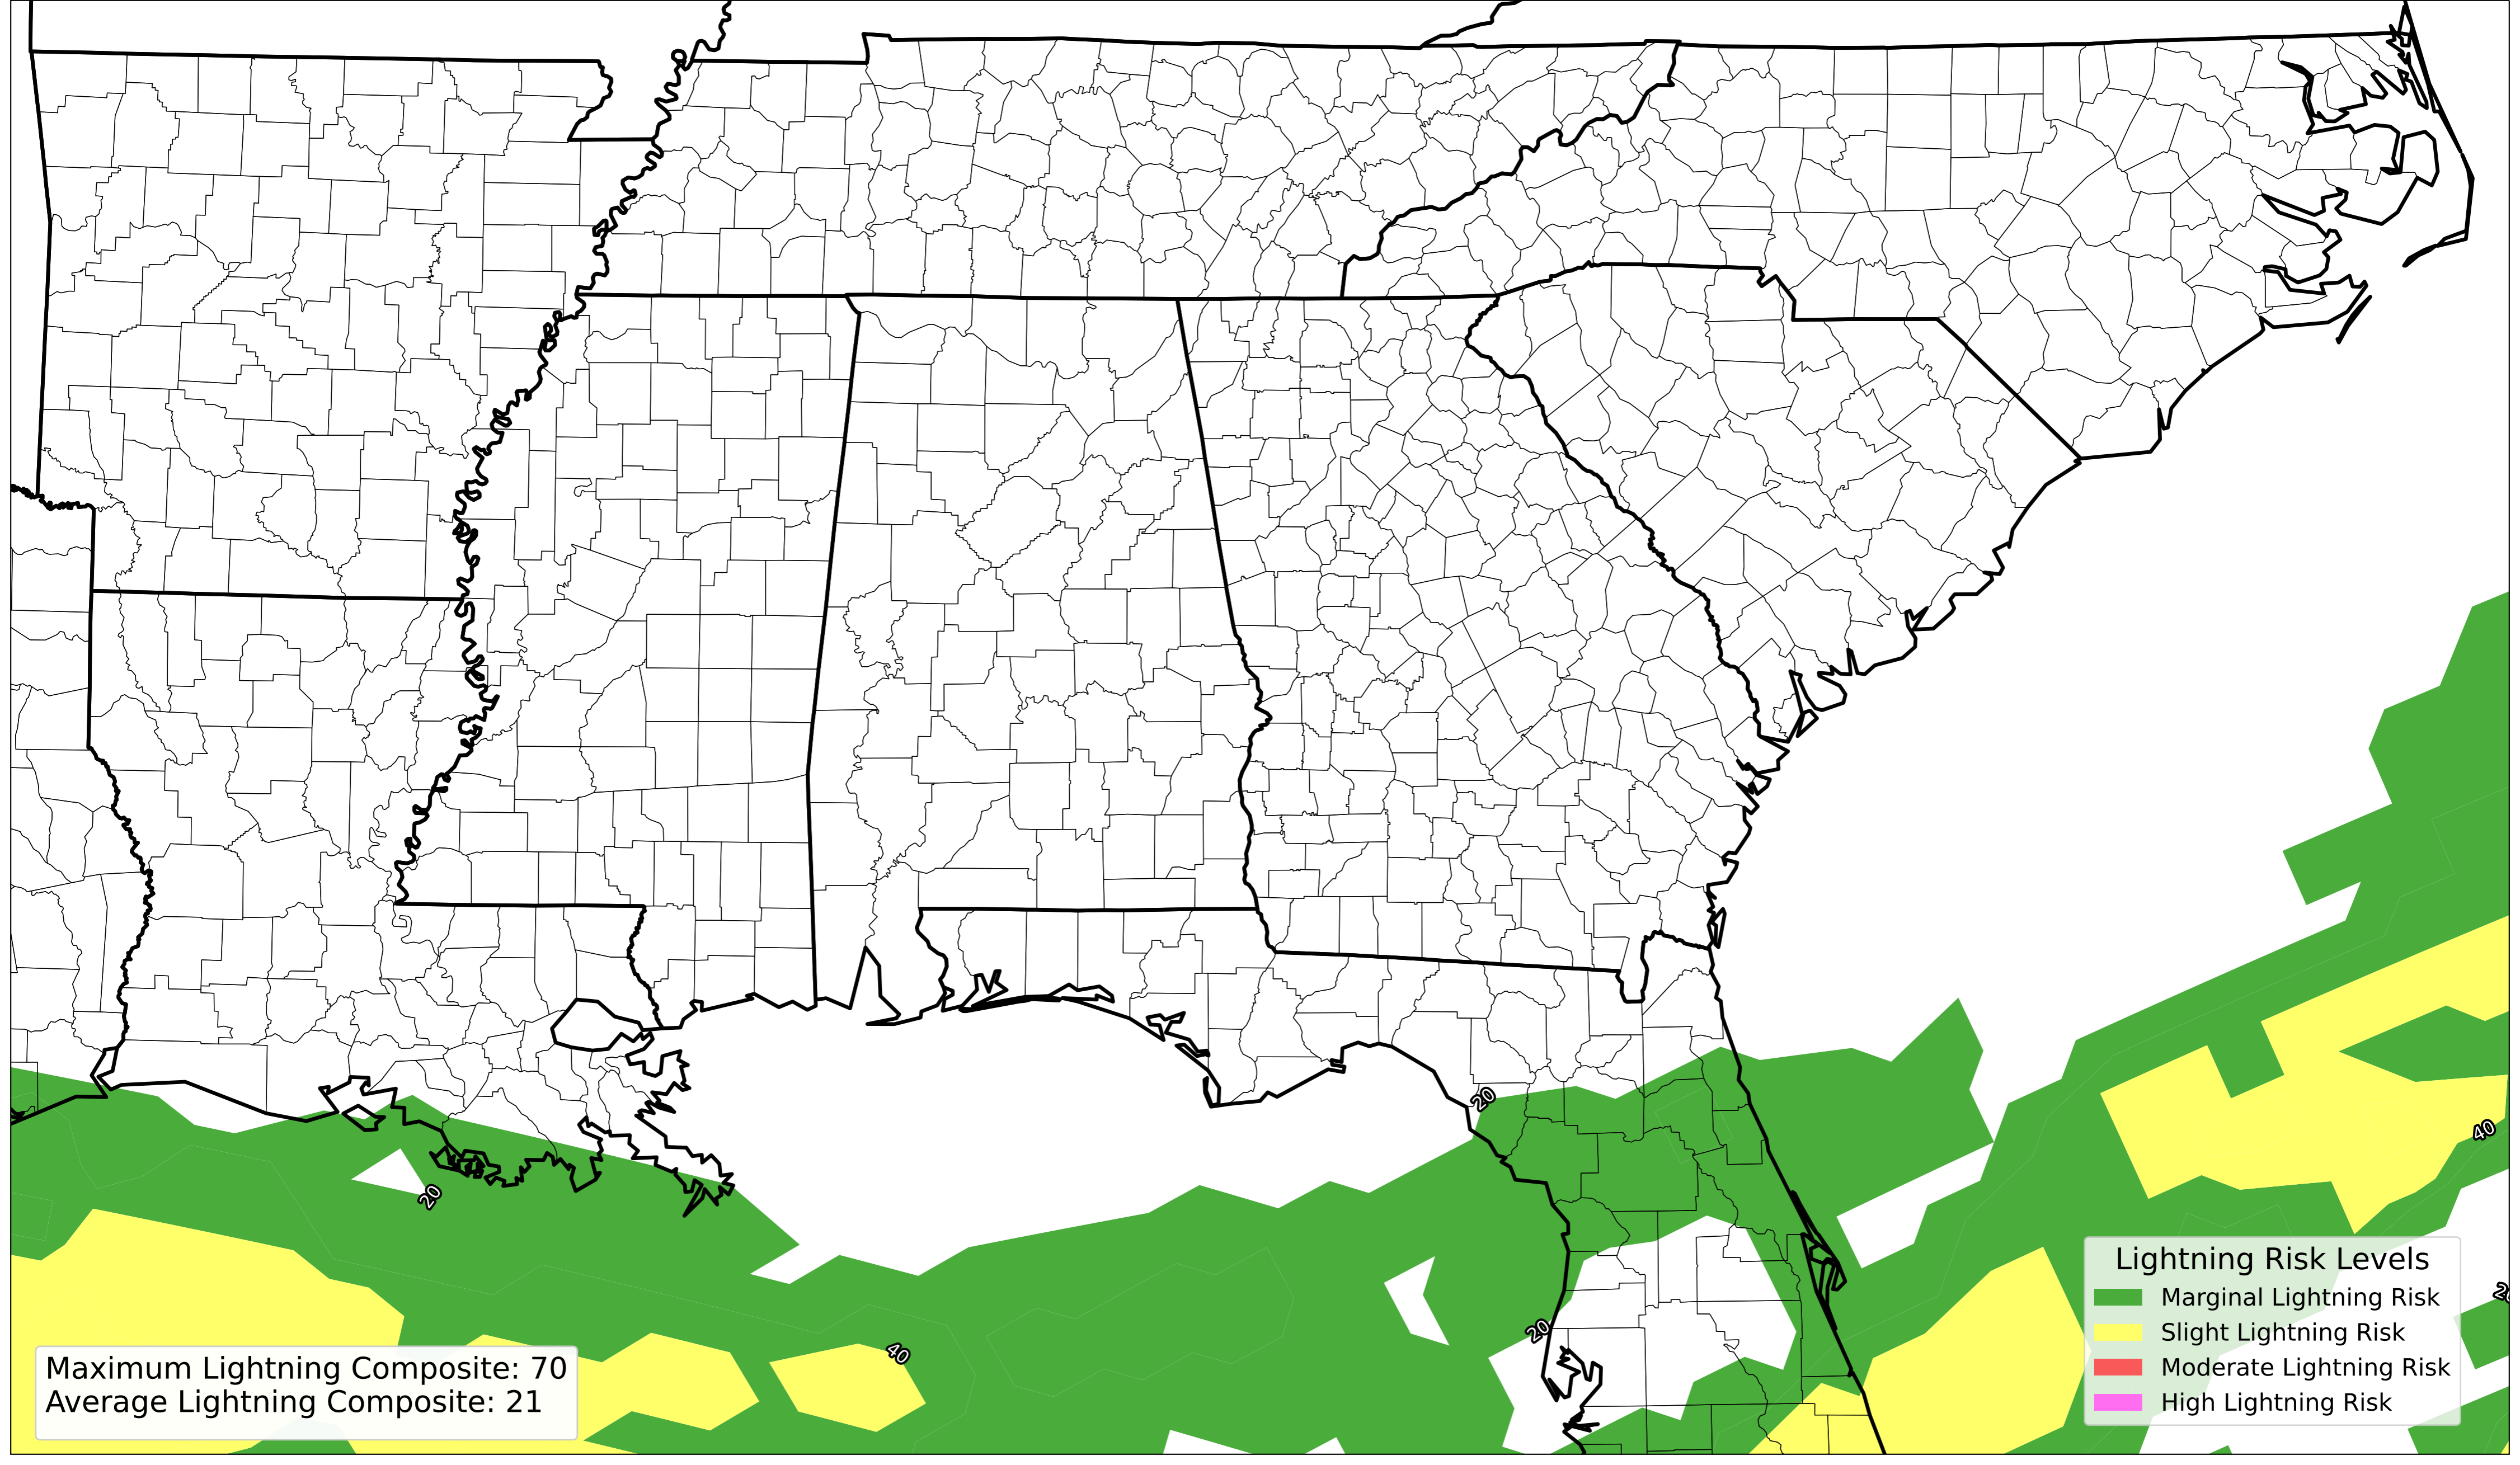 20
40
20
20
20
40
Lightning Risk Levels
Marginal Lightning Risk
Slight Lightning Risk
Moderate Lightning Risk
High Lightning Risk
Maximum Lightning Composite: 70
Average Lightning Composite: 21